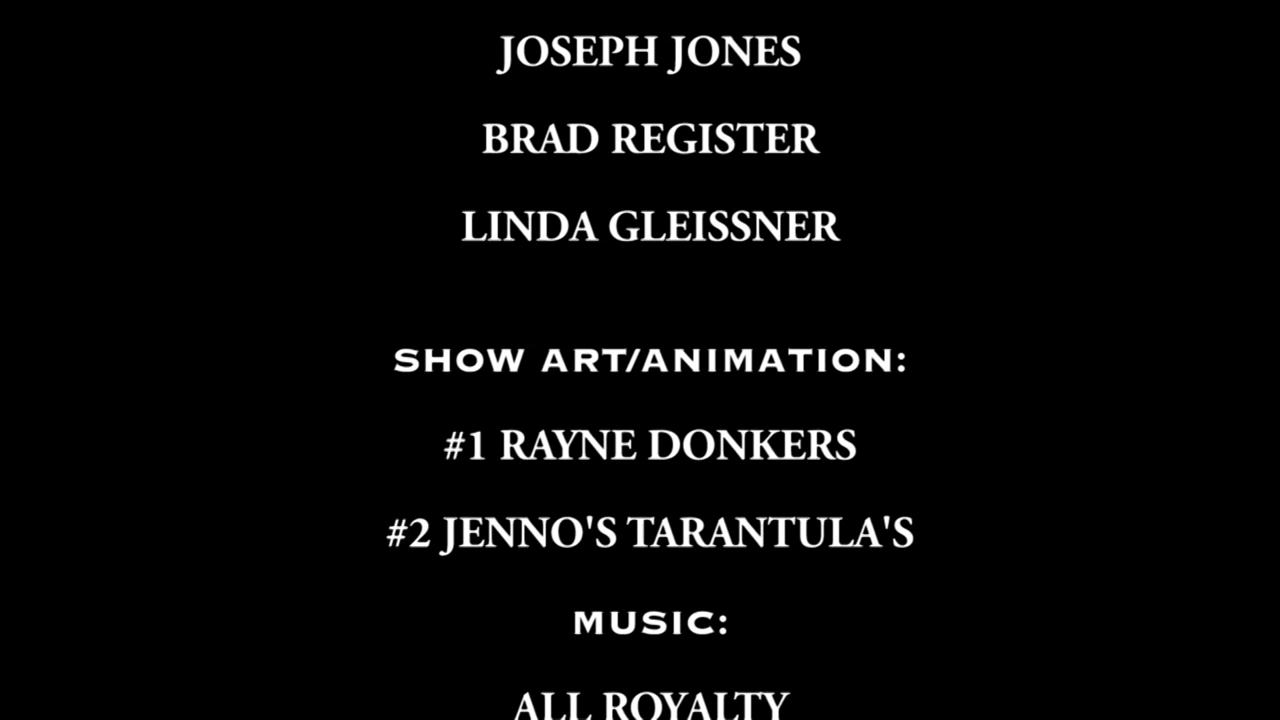 JOSEPH JONES
BRAD REGISTER
LINDA GLEISSNER
SHOW ART/ANIMATION:
#1 RAYNE DONKERS
#2 JENNO'S TARANTULA'S
MUSIC:
ALL ROYALTY